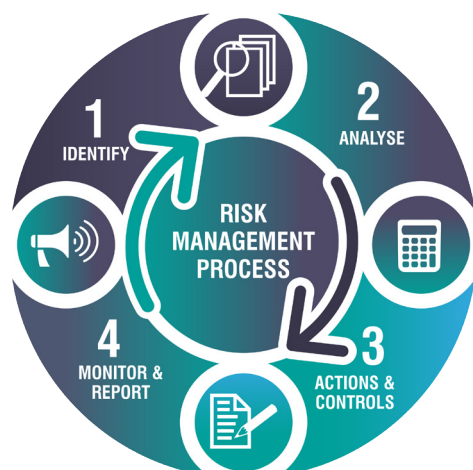 1
IDENTIFY
2
ANALYSE
RISK
MANAGEMENT
PROCESS
3
ACTIONS &
CONTROLS
4
MONITOR &
REPORT